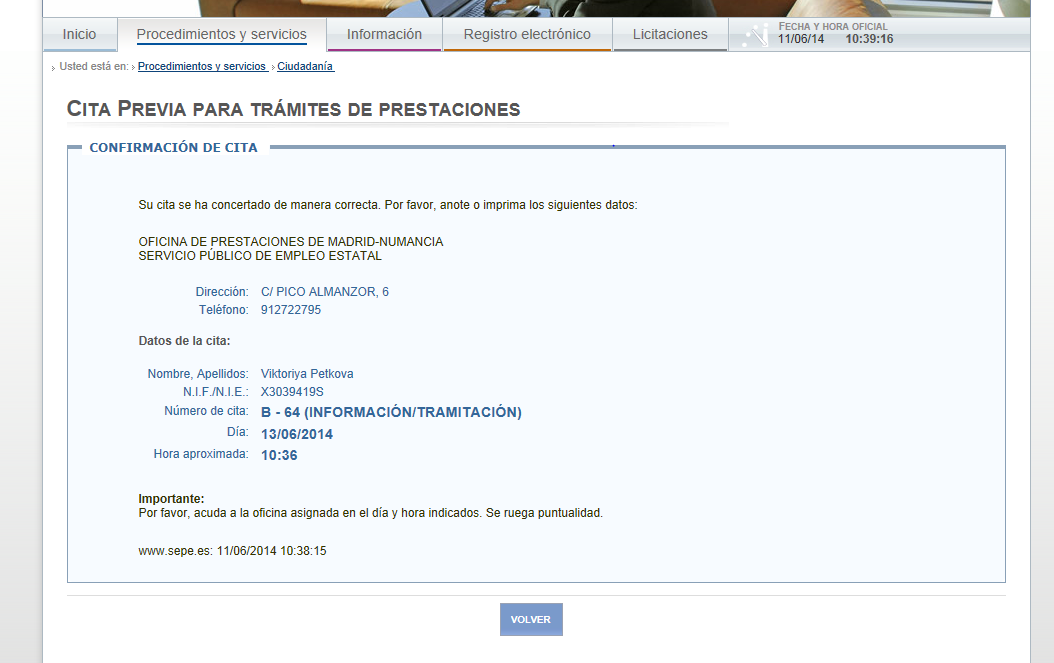 Inicio
Procedimientos y servicios
Información
Registro electrónico
Licitaciones
FECHA Y HORA OFICIAL
11/06/14 10:39:16
Usted está en: › Procedimientos y servicios › Ciudadanía
CITA PREVIA PARA TRÁMITES DE PRESTACIONES
CONFIRMACIÓN DE CITA
Su cita se ha concertado de manera correcta. Por favor, anote o imprima los siguientes datos:
OFICINA DE PRESTACIONES DE MADRID-NUMANCIA
SERVICIO PÚBLICO DE EMPLEO ESTATAL
Dirección: C/ PICO ALMANZOR, 6
Teléfono: 912722795
Datos de la cita:
Nombre, Apellidos: Viktoriya Petkova
N.I.F./N.I.E.: X3039419S
Número de cita: B - 64 (INFORMACIÓN/TRAMITACIÓN)
Día: 13/06/2014
Hora aproximada: 10:36
Importante:
Por favor, acuda a la oficina asignada en el día y hora indicados. Se ruega puntualidad.
www.sepe.es: 11/06/2014 10:38:15
VOLVER